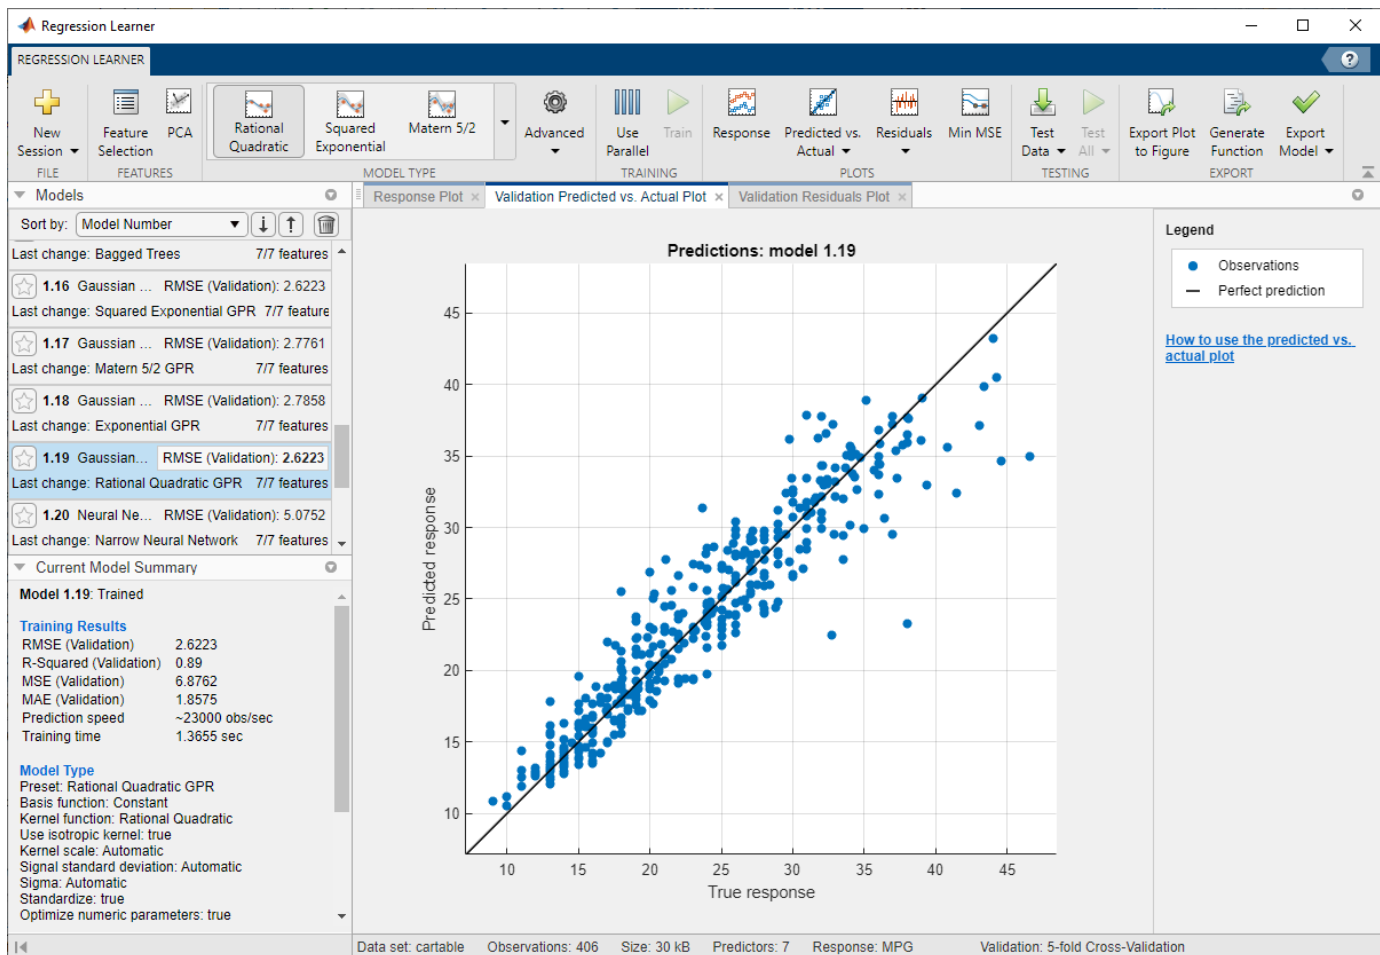 Regression Learner
REGRESSION LEARNER
New Session
Feature Selection
PCA
Rational Quadratic
Squared Exponential
Matern 5/2
Advanced
Use Parallel
Train
Response
Predicted vs. Actual
Residuals
Min MSE
Test Data
Test All
Export Plot to Figure
Generate Function
Export Model
FILE
FEATURES
MODEL TYPE
TRAINING
PLOTS
TESTING
EXPORT
Models
Sort by: Model Number
Last change: Bagged Trees 7/7 features
1.16 Gaussian ... RMSE (Validation): 2.6223
Last change: Squared Exponential GPR 7/7 feature
1.17 Gaussian ... RMSE (Validation): 2.7761
Last change: Matern 5/2 GPR 7/7 features
1.18 Gaussian ... RMSE (Validation): 2.7858
Last change: Exponential GPR 7/7 features
1.19 Gaussian... RMSE (Validation): 2.6223
Last change: Rational Quadratic GPR 7/7 features
1.20 Neural Ne... RMSE (Validation): 5.0752
Last change: Narrow Neural Network 7/7 features
Current Model Summary
Model 1.19: Trained
Training Results
RMSE (Validation) 2.6223
R-Squared (Validation) 0.89
MSE (Validation) 6.8762
MAE (Validation) 1.8575
Prediction speed ~23000 obs/sec
Training time 1.3655 sec
Model Type
Preset: Rational Quadratic GPR
Basis function: Constant
Kernel function: Rational Quadratic
Use isotropic kernel: true
Kernel scale: Automatic
Signal standard deviation: Automatic
Sigma: Automatic
Standardize: true
Optimize numeric parameters: true
Response Plot
Validation Predicted vs. Actual Plot
Validation Residuals Plot
Predictions: model 1.19
45
40
35
30
25
20
15
10
Predicted response
10 15 20 25 30 35 40 45
True response
Legend
Observations
Perfect prediction
How to use the predicted vs.
actual plot
Data set: cartable Observations: 406 Size: 30 kB Predictors: 7 Response: MPG Validation: 5-fold Cross-Validation